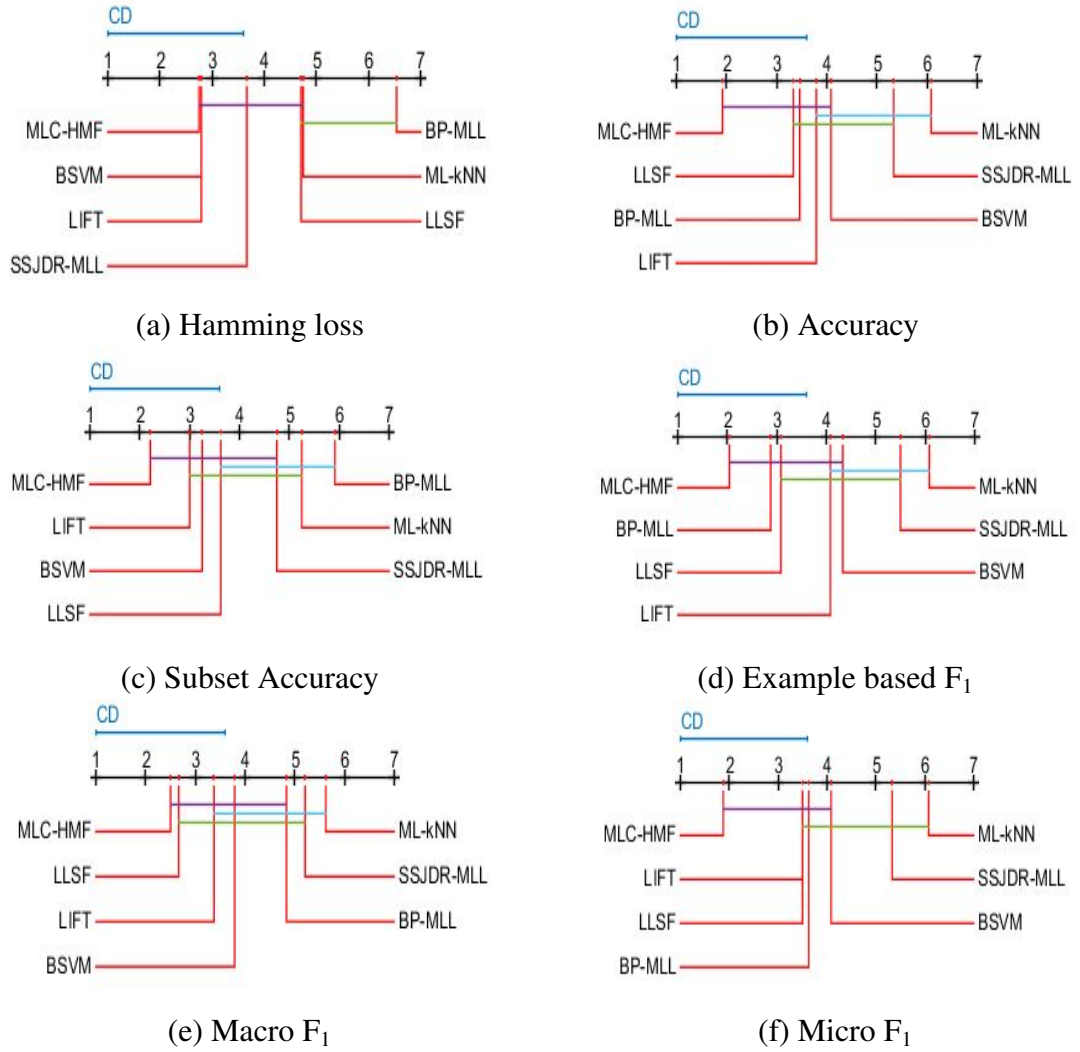 CD
1 2 3 4 5 6 7
MLC-HMF BP-MLL
BSVM ML-kNN
LIFT LLSF
SSJDR-MLL
(a) Hamming loss
CD
1 2 3 4 5 6 7
MLC-HMF ML-kNN
LLSF SSJDR-MLL
BP-MLL BSVM
LIFT
(b) Accuracy
CD
1 2 3 4 5 6 7
MLC-HMF BP-MLL
LIFT ML-kNN
BSVM SSJDR-MLL
LLSF
(c) Subset Accuracy
CD
1 2 3 4 5 6 7
MLC-HMF ML-kNN
BP-MLL SSJDR-MLL
LLSF BSVM
LIFT
(d) Example based F₁
CD
1 2 3 4 5 6 7
MLC-HMF ML-kNN
LLSF SSJDR-MLL
LIFT BP-MLL
BSVM
(e) Macro F₁
CD
1 2 3 4 5 6 7
MLC-HMF ML-kNN
LIFT SSJDR-MLL
LLSF BSVM
BP-MLL
(f) Micro F₁